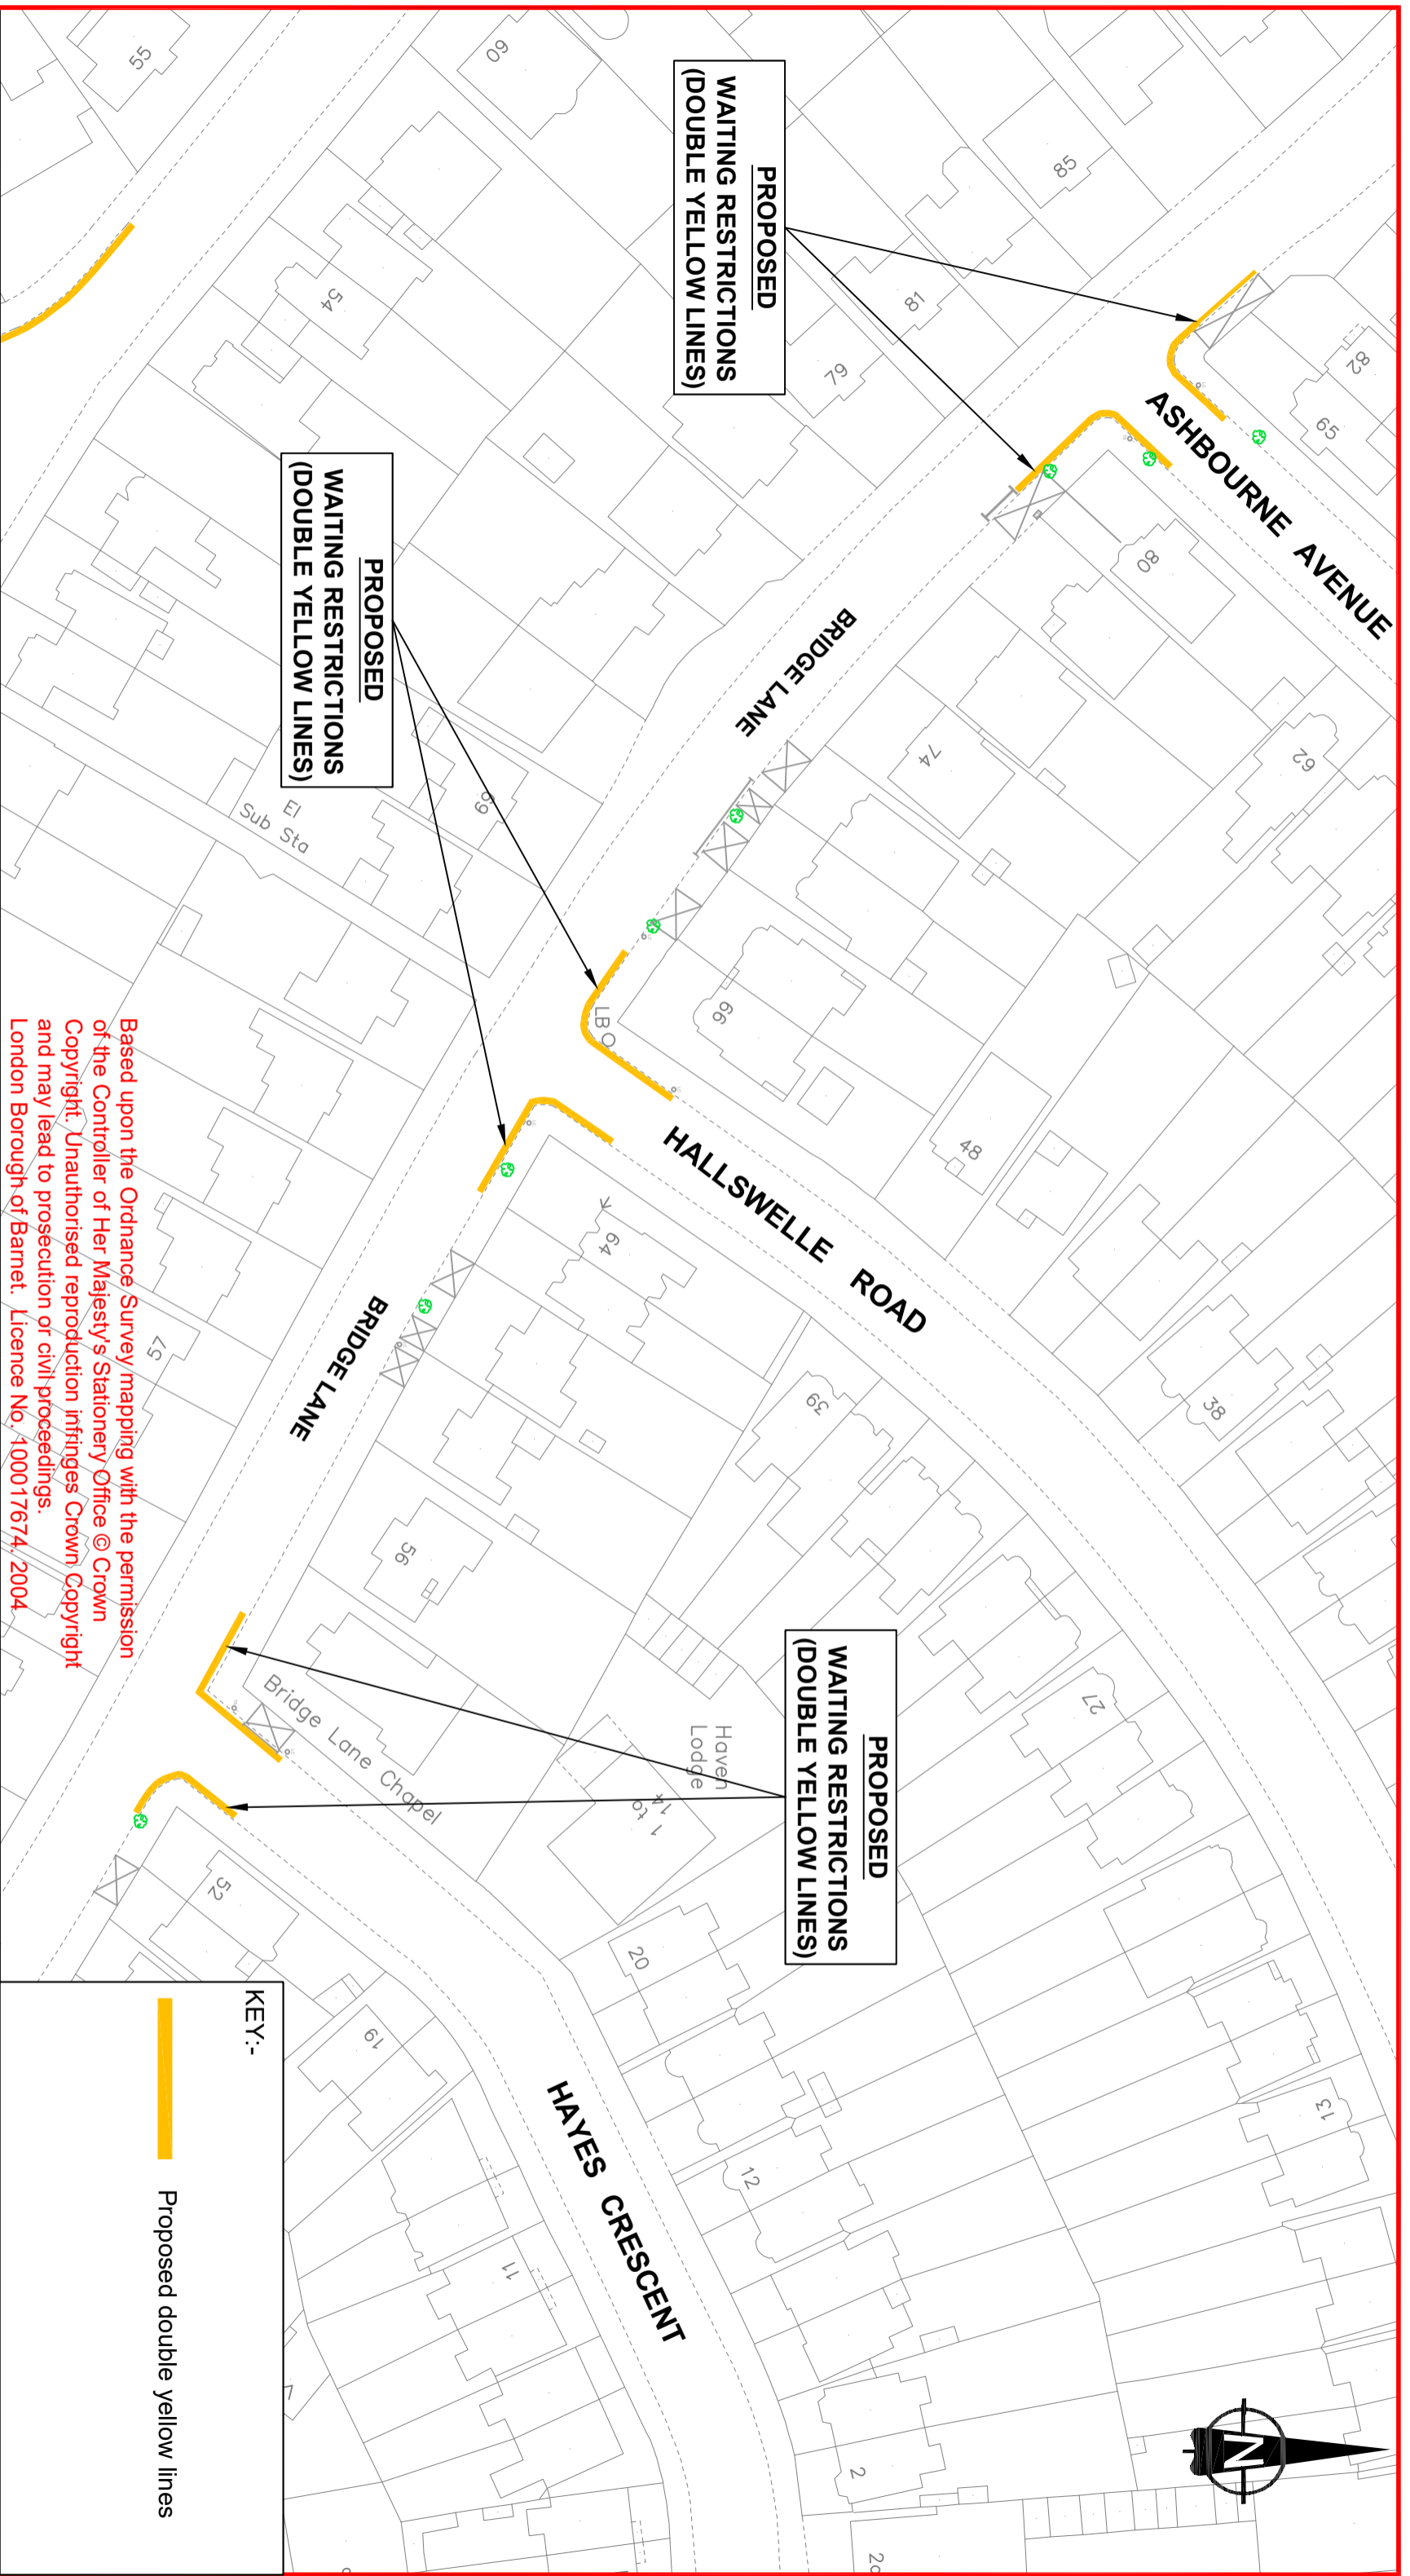 PROPOSED
WAITING RESTRICTIONS
(DOUBLE YELLOW LINES)
PROPOSED
WAITING RESTRICTIONS
(DOUBLE YELLOW LINES)
PROPOSED
WAITING RESTRICTIONS
(DOUBLE YELLOW LINES)
ASHBOURNE AVENUE
BRIDGE LANE
HALLSWELLE ROAD
BRIDGE LANE
HAYES CRESCENT
N
55
60
85
81
79
82
65
80
54
74
62
69
El
Sub Sta
66
LB
48
64
39
38
57
56
Bridge Lane Chapel
Haven
Lodge
1 to
14
27
52
20
19
13
12
11
7
2
KEY:-
Proposed double yellow lines
Based upon the Ordnance Survey mapping with the permission
of the Controller of Her Majesty's Stationery Office © Crown
Copyright. Unauthorised reproduction infringes Crown Copyright
and may lead to prosecution or civil proceedings.
London Borough of Barnet. Licence No. 100017674. 2004